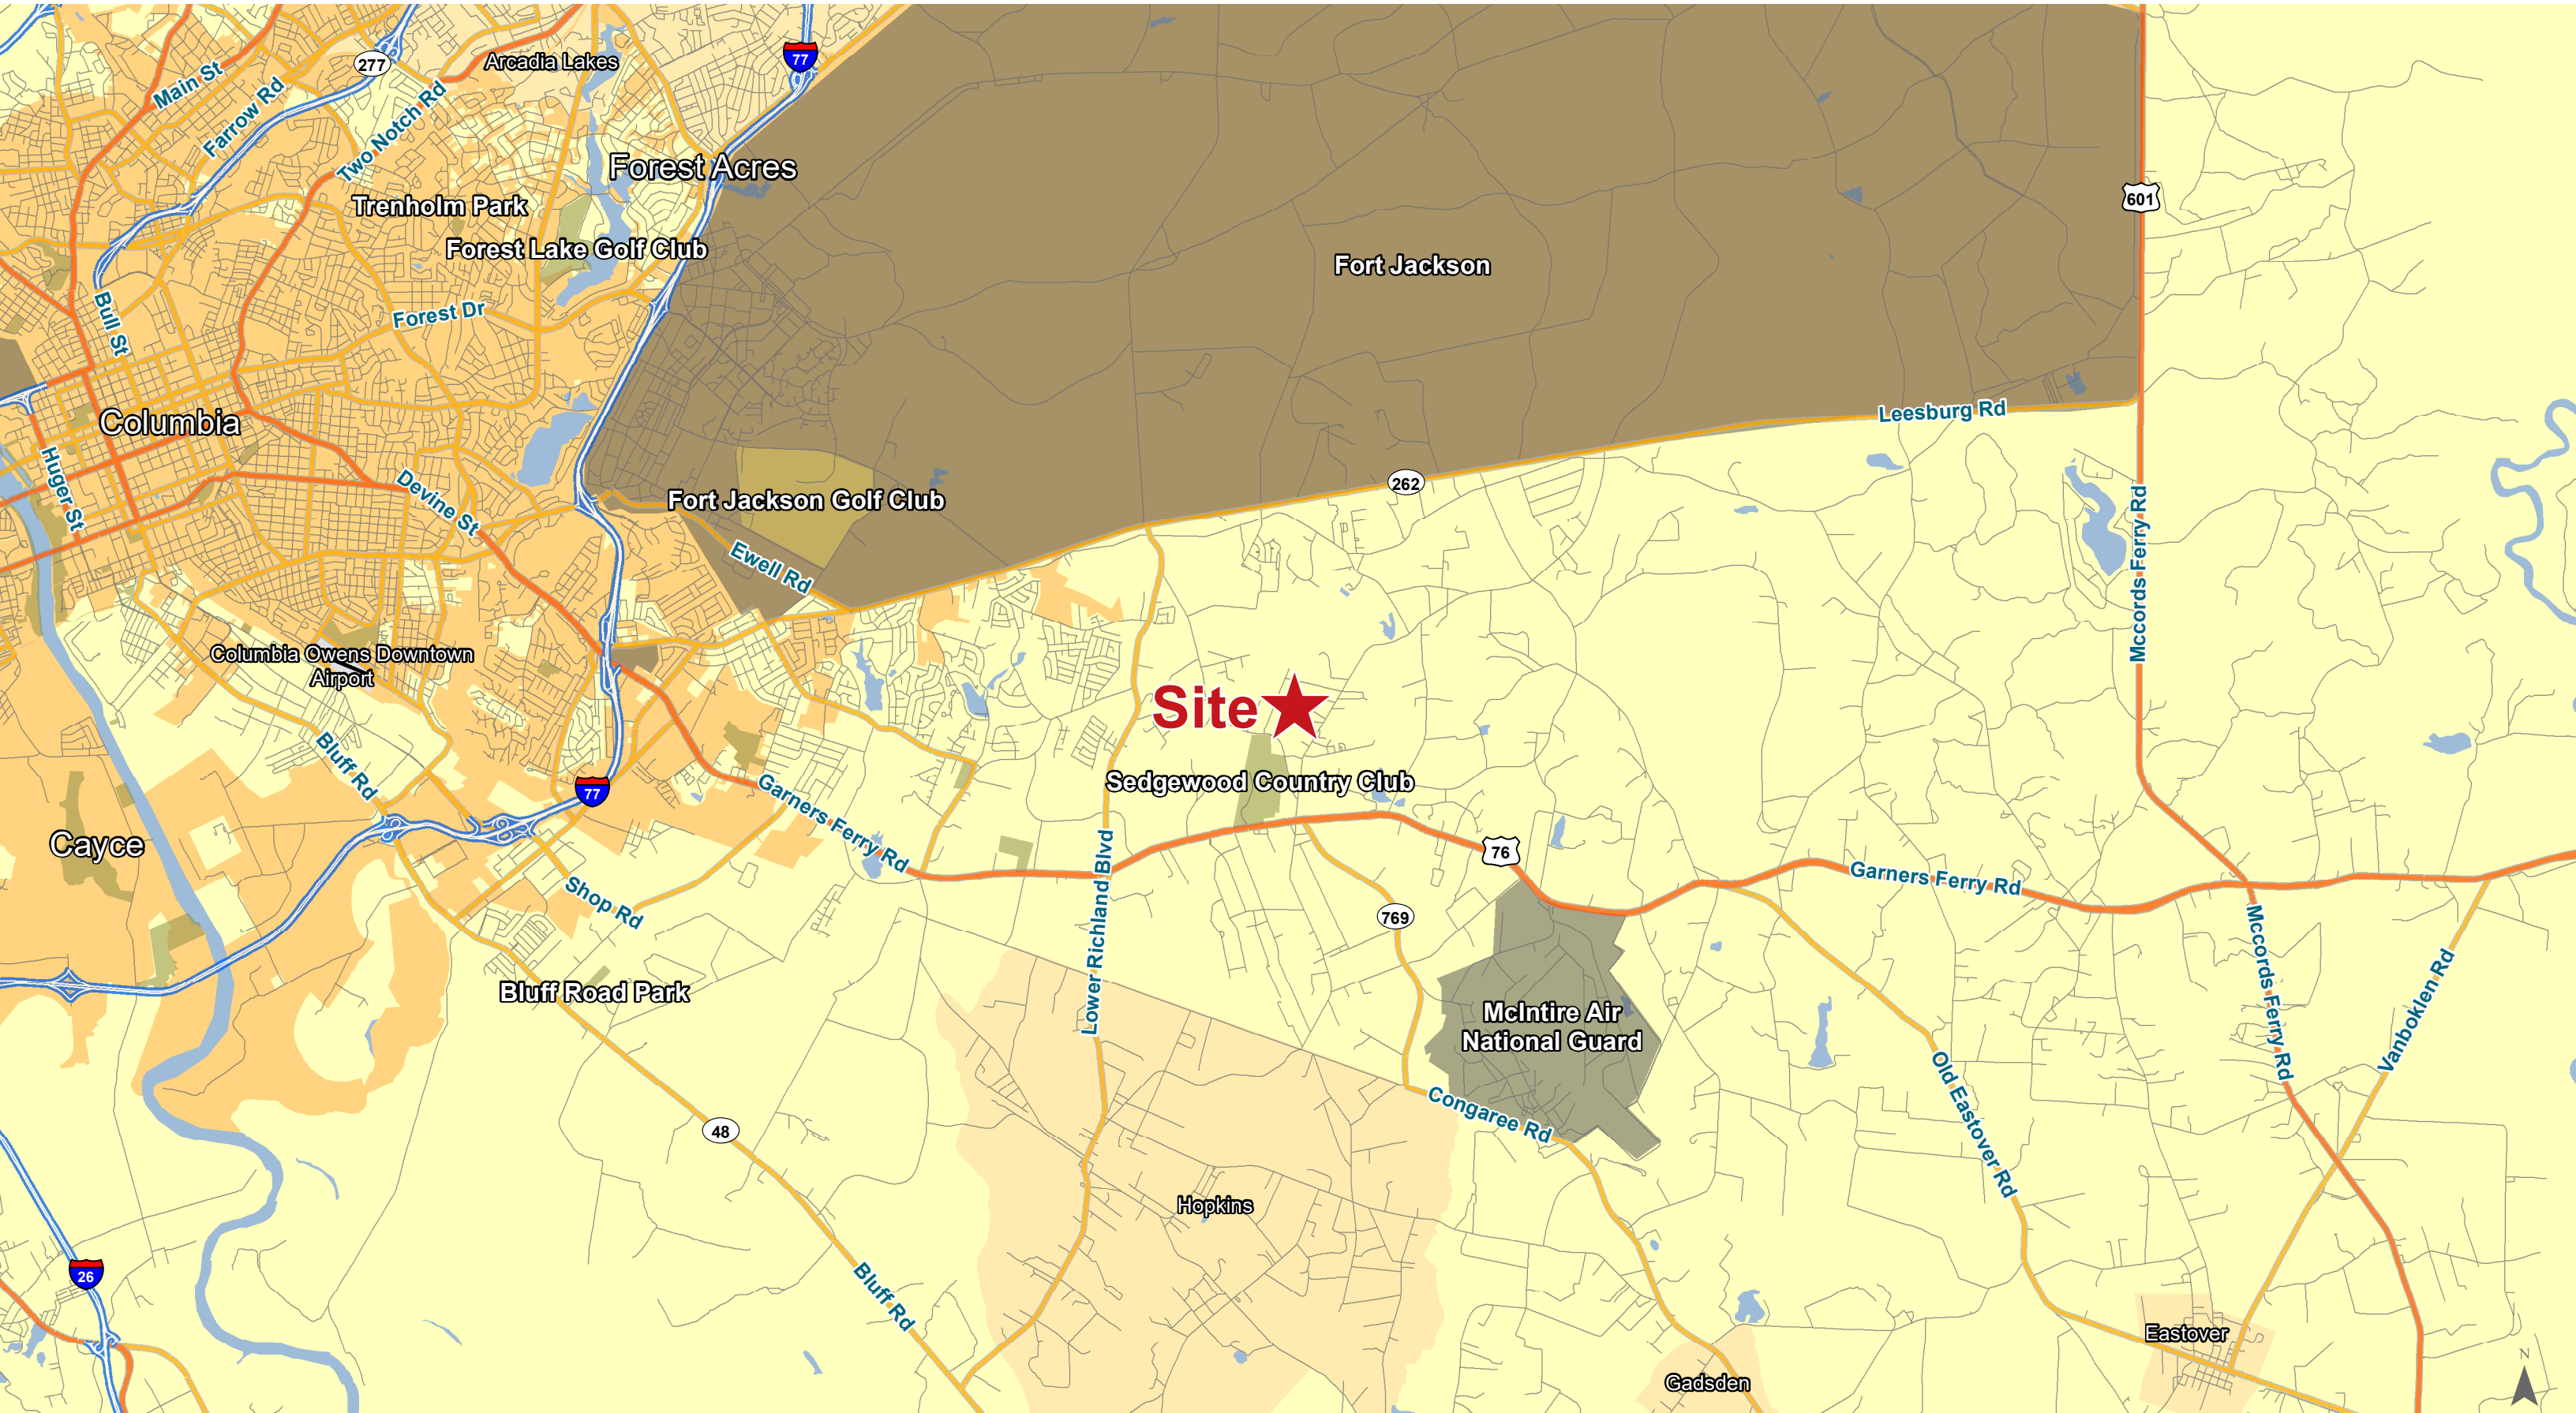 77
Arcadia Lakes
277
Main St
Farrow Rd
Two Notch Rd
Forest Acres
Trenholm Park
601
Forest Lake Golf Club
Fort Jackson
Bull St
Forest Dr
Leesburg Rd
Columbia
Huger St
Devine St
262
Fort Jackson Golf Club
Ewell Rd
Mccords Ferry Rd
Columbia Owens Downtown
Airport
Site
Bluff Rd
77
Sedgewood Country Club
Garners Ferry Rd
Cayce
76
Garners Ferry Rd
Shop Rd
Lower Richland Blvd
769
Mccords Ferry Rd
Vanboklen Rd
Bluff Road Park
McIntire Air
National Guard
Old Eastover Rd
Congaree Rd
48
Hopkins
26
Bluff Rd
Eastover
Gadsden
N